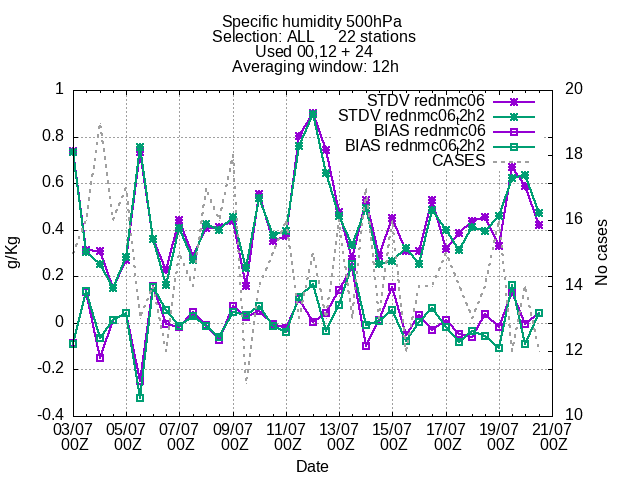 Specific humidity 500hPa
Selection: ALL 22 stations
Used 00,12 + 24
Averaging window: 12h
STDV rednmc06
STDV rednmc06,2h2
BIAS rednmc06
BIAS rednmc06,2h2
CASES
1
0.8
0.6
0.4
0.2
0
-0.2
-0.4
20
18
16
14
12
10
g/Kg
No cases
03/07 05/07 07/07 09/07 11/07 13/07 15/07 17/07 19/07 21/07
00Z 00Z 00Z 00Z 00Z 00Z 00Z 00Z 00Z 00Z
Date